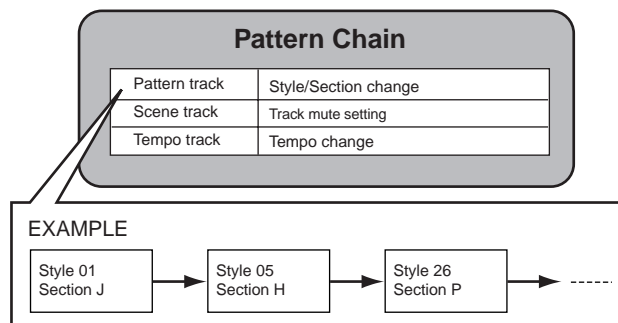 Pattern Chain
Pattern track Style/Section change
Scene track Track mute setting
Tempo track Tempo change
EXAMPLE
Style 01 Style 05 Style 26
Section J Section H Section P